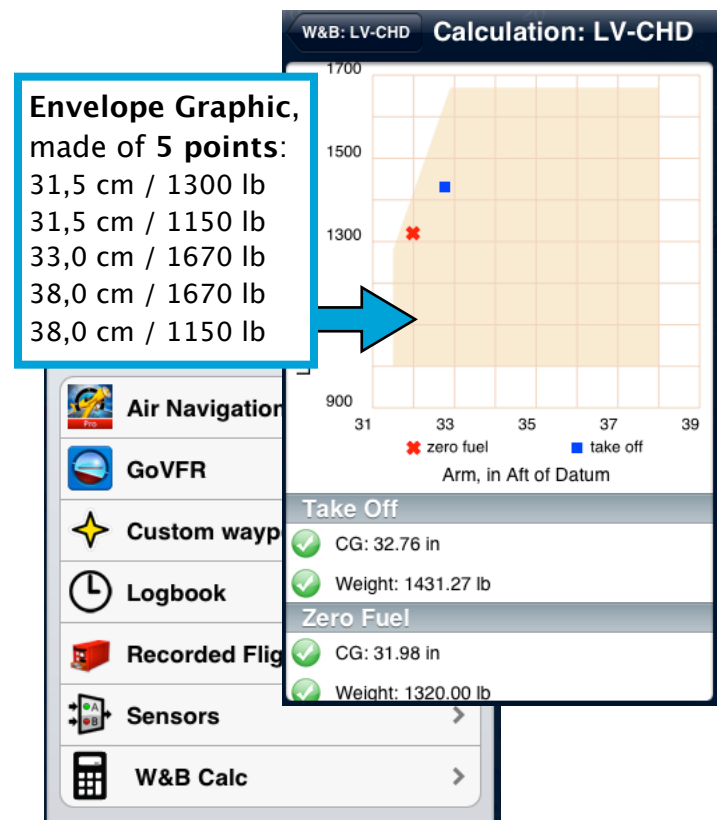 W&B: LV-CHD
Calculation: LV-CHD
Envelope Graphic,
made of 5 points:
31,5 cm / 1300 lb
31,5 cm / 1150 lb
33,0 cm / 1670 lb
38,0 cm / 1670 lb
38,0 cm / 1150 lb
1700
1500
1300
900
31 33 35 37 39
zero fuel take off
Arm, in Aft of Datum
Take Off
CG: 32.76 in
Weight: 1431.27 lb
Zero Fuel
CG: 31.98 in
Weight: 1320.00 lb
Pro
Air Navigation
GoVFR
Custom wayp
Logbook
Recorded Flig
A
B
Sensors
W&B Calc